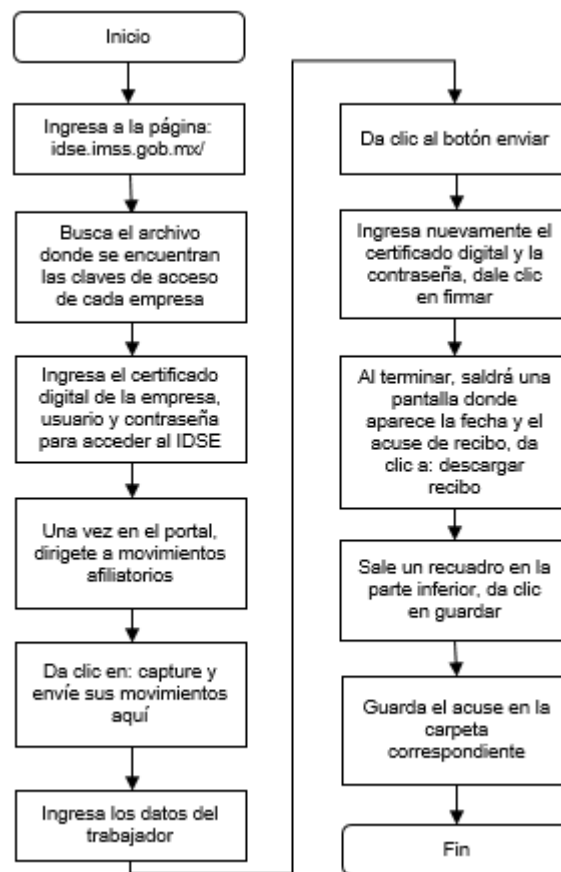 Inicio
Ingresa a la página:
idse.imss.gob.mx/
Busca el archivo
donde se encuentran
las claves de acceso
de cada empresa
Ingresa el certificado
digital de la empresa,
usuario y contraseña
para acceder al IDSE
Una vez en el portal,
dirigete a movimientos
afiliatorios
Da clic en: capture y
envíe sus movimientos
aquí
Ingresa los datos del
trabajador
Da clic al botón enviar
Ingresa nuevamente el
certificado digital y la
contraseña, dale clic
en firmar
Al terminar, saldrá una
pantalla donde
aparece la fecha y el
acuse de recibo, da
clic a: descargar
recibo
Sale un recuadro en la
parte inferior, da clic
en guardar
Guarda el acuse en la
carpeta
correspondiente
Fin